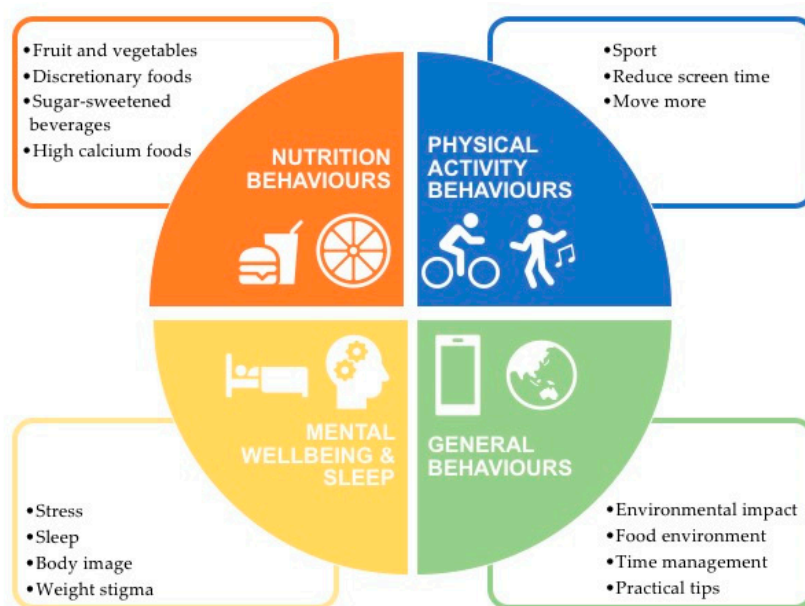 •Fruit and vegetables
•Discretionary foods
•Sugar-sweetened
beverages
•High calcium foods
NUTRITION
BEHAVIOURS
PHYSICAL
ACTIVITY
BEHAVIOURS
•Sport
•Reduce screen time
•Move more
•Stress
•Sleep
•Body image
•Weight stigma
MENTAL
WELLBEING &
SLEEP
GENERAL
BEHAVIOURS
•Environmental impact
•Food environment
•Time management
•Practical tips